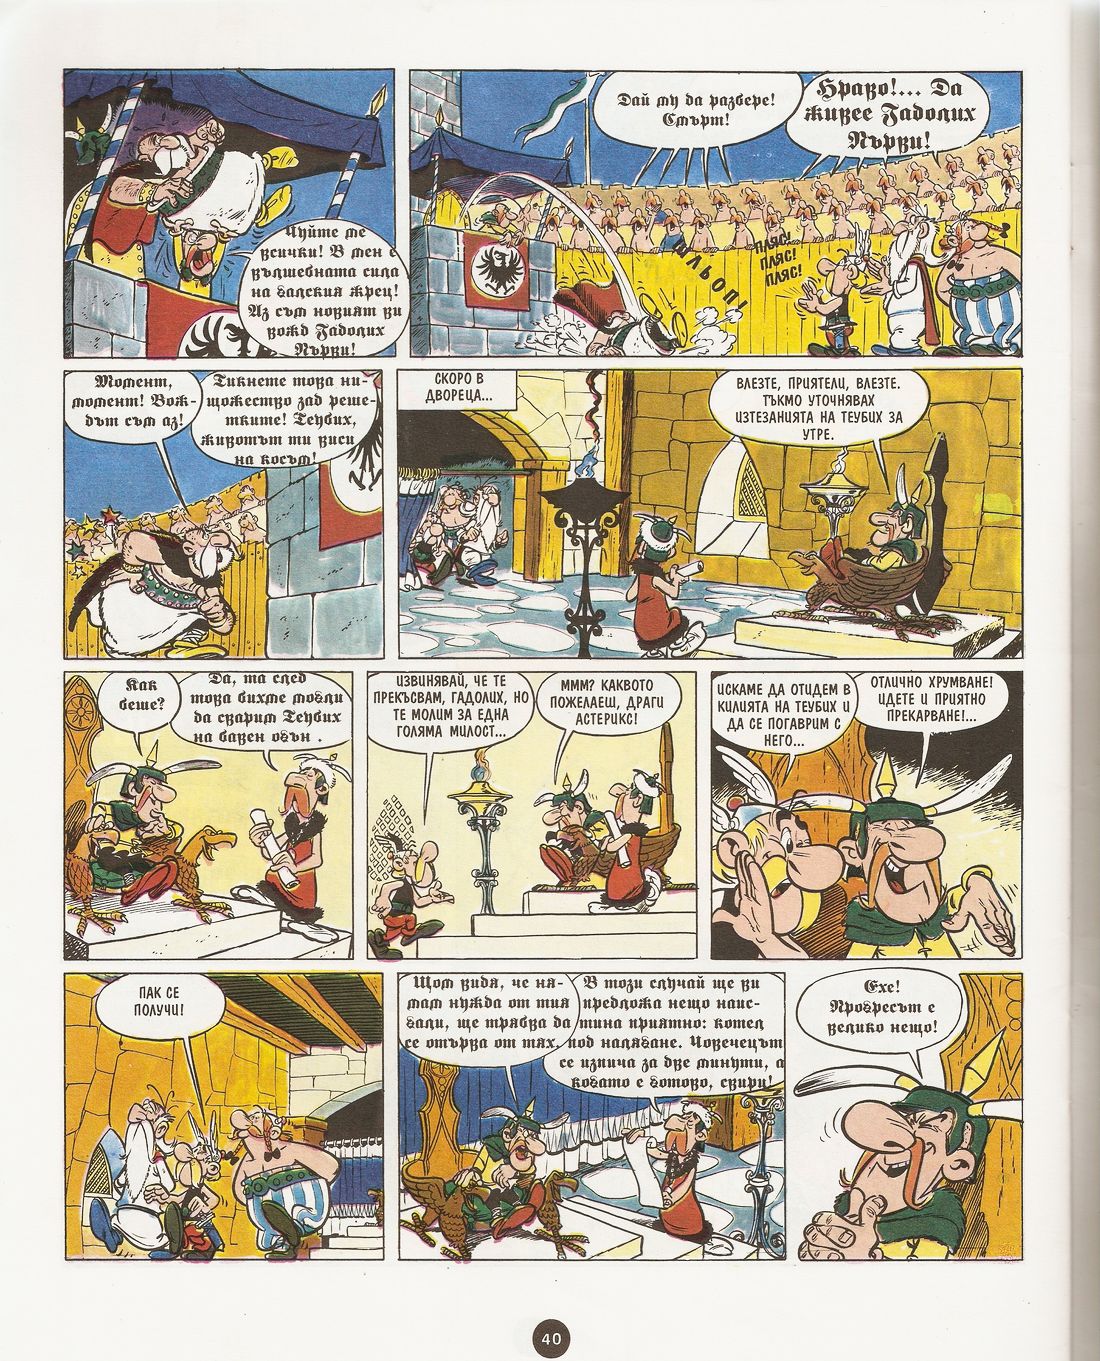 Чуйте ме
всички! В мен е
вълшебната сила
на галския жрец!
Аз съм новият ви
вожд Гадолих
Първи!
Дай му да разбере!
Смърт!
Браво!... Да
живее Гадолих
Първи!
ШЛЬОП!
ПЛЯС!
ПЛЯС!
ПЛЯС!
Момент,
момент! Вож-
дът съм аз!
Тикнете това ни-
щожество зад реше-
тките! Теубих,
животът ти виси
на косъм!
СКОРО В
ДВОРЕЦА...
ВЛЕЗТЕ, ПРИЯТЕЛИ, ВЛЕЗТЕ.
ТЪКМО УТОЧНЯВАХ
ИЗТЕЗАНИЯТА НА ТЕУБИХ ЗА
УТРЕ.
Как
беше?
Да, та след
това бихме могли
да сварим Теубих
на бавен огън .
ИЗВИНЯВАЙ, ЧЕ ТЕ
ПРЕКЪСВАМ, ГАДОЛИХ, НО
ТЕ МОЛИМ ЗА ЕДНА
ГОЛЯМА МИЛОСТ...
МММ? КАКВОТО
ПОЖЕЛАЕШ, ДРАГИ
АСТЕРИКС!
ИСКАМЕ ДА ОТИДЕМ В
КИЛИЯТА НА ТЕУБИХ И
ДА СЕ ПОГАВРИМ С
НЕГО...
ОТЛИЧНО ХРУМВАНЕ!
ИДЕТЕ И ПРИЯТНО
ПРЕКАРВАНЕ!...
ПАК СЕ
ПОЛУЧИ!
Щом видя, че ня-
мам нужда от тия
гали, ще трябва да
се отърва от тях.
В този случай ще ви
предложа нещо наис-
тина приятно: котел
под налягане. Човечецът
се изпича за две минути, а
когато е готово, свири!
Ехе!
Прогресът е
велико нещо!
40